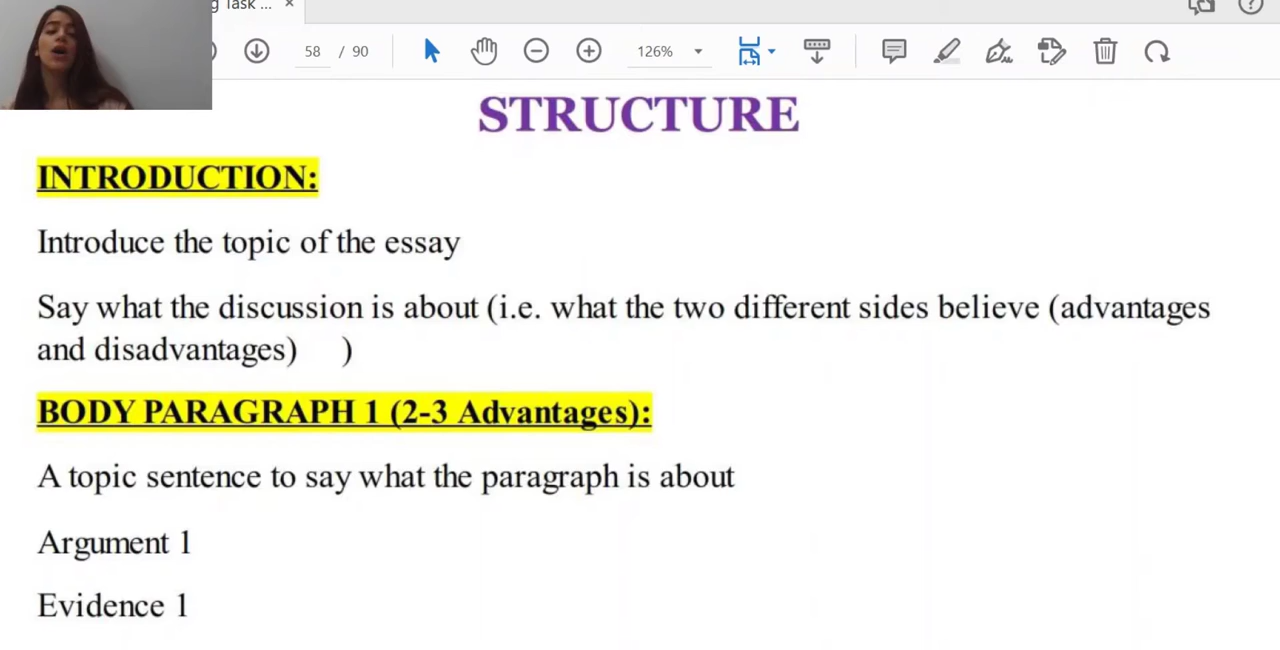 g Task ...
58 / 90
126%
STRUCTURE
INTRODUCTION:
Introduce the topic of the essay
Say what the discussion is about (i.e. what the two different sides believe (advantages
and disadvantages) )
BODY PARAGRAPH 1 (2-3 Advantages):
A topic sentence to say what the paragraph is about
Argument 1
Evidence 1